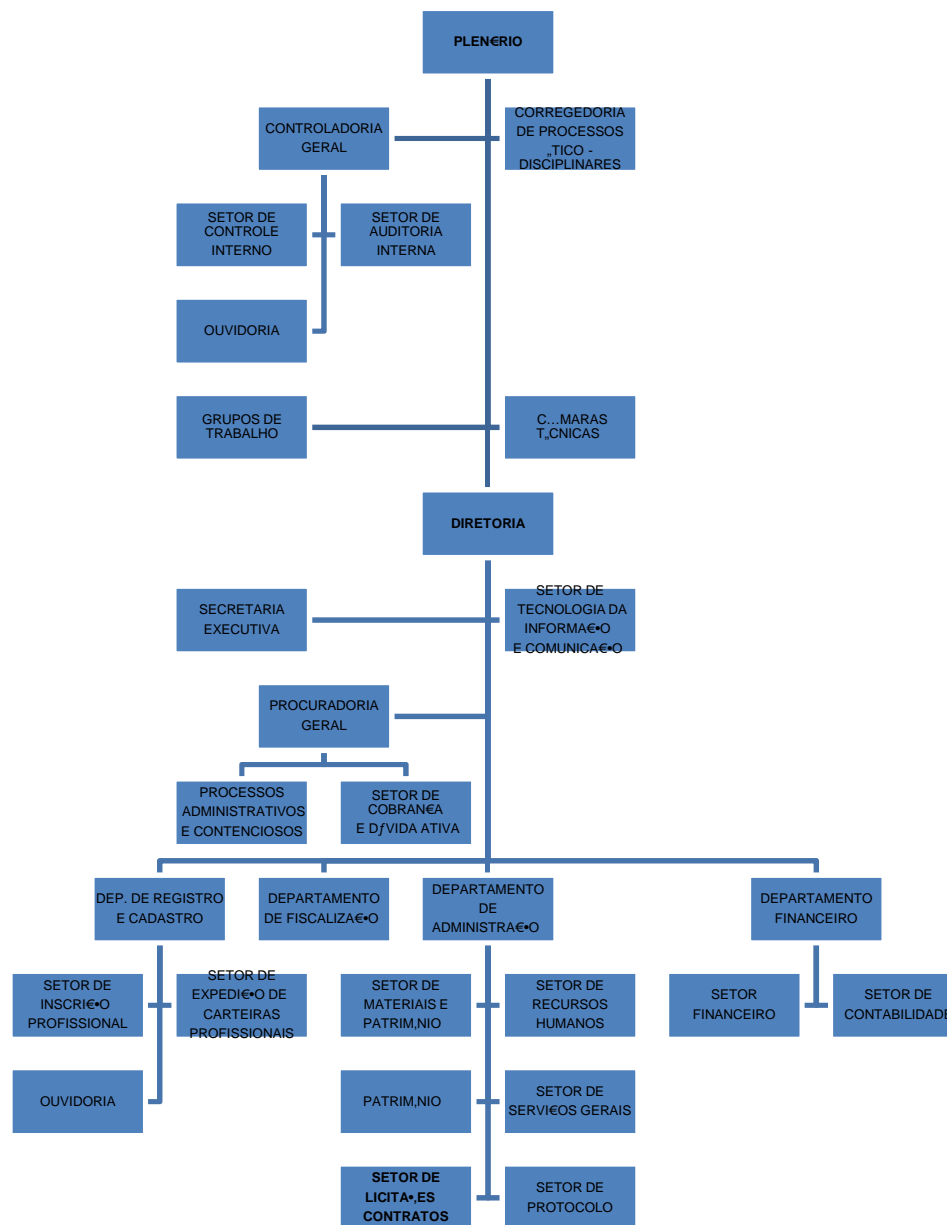 PLEN€RIO
CONTROLADORIA
GERAL
CORREGEDORIA
DE PROCESSOS
„TICO -
DISCIPLINARES
SETOR DE
CONTROLE
INTERNO
SETOR DE
AUDITORIA
INTERNA
OUVIDORIA
GRUPOS DE
TRABALHO
C…MARAS
T„CNICAS
DIRETORIA
SECRETARIA
EXECUTIVA
SETOR DE
TECNOLOGIA DA
INFORMA€•O
E COMUNICA€•O
PROCURADORIA
GERAL
PROCESSOS
ADMINISTRATIVOS
E CONTENCIOSOS
SETOR DE
COBRAN€A
E DƒVIDA ATIVA
DEP. DE REGISTRO
E CADASTRO
DEPARTAMENTO
DE FISCALIZA€•O
DEPARTAMENTO
DE
ADMINISTRA€•O
DEPARTAMENTO
FINANCEIRO
SETOR DE
INSCRI€•O
PROFISSIONAL
SETOR DE
EXPEDI€•O DE
CARTEIRAS
PROFISSIONAIS
SETOR DE
MATERIAIS E
PATRIM‚NIO
SETOR DE
RECURSOS
HUMANOS
SETOR
FINANCEIRO
SETOR DE
CONTABILIDADE
OUVIDORIA
PATRIM‚NIO
SETOR DE
SERVI€OS GERAIS
SETOR DE
LICITA•‚ES
CONTRATOS
SETOR DE
PROTOCOLO